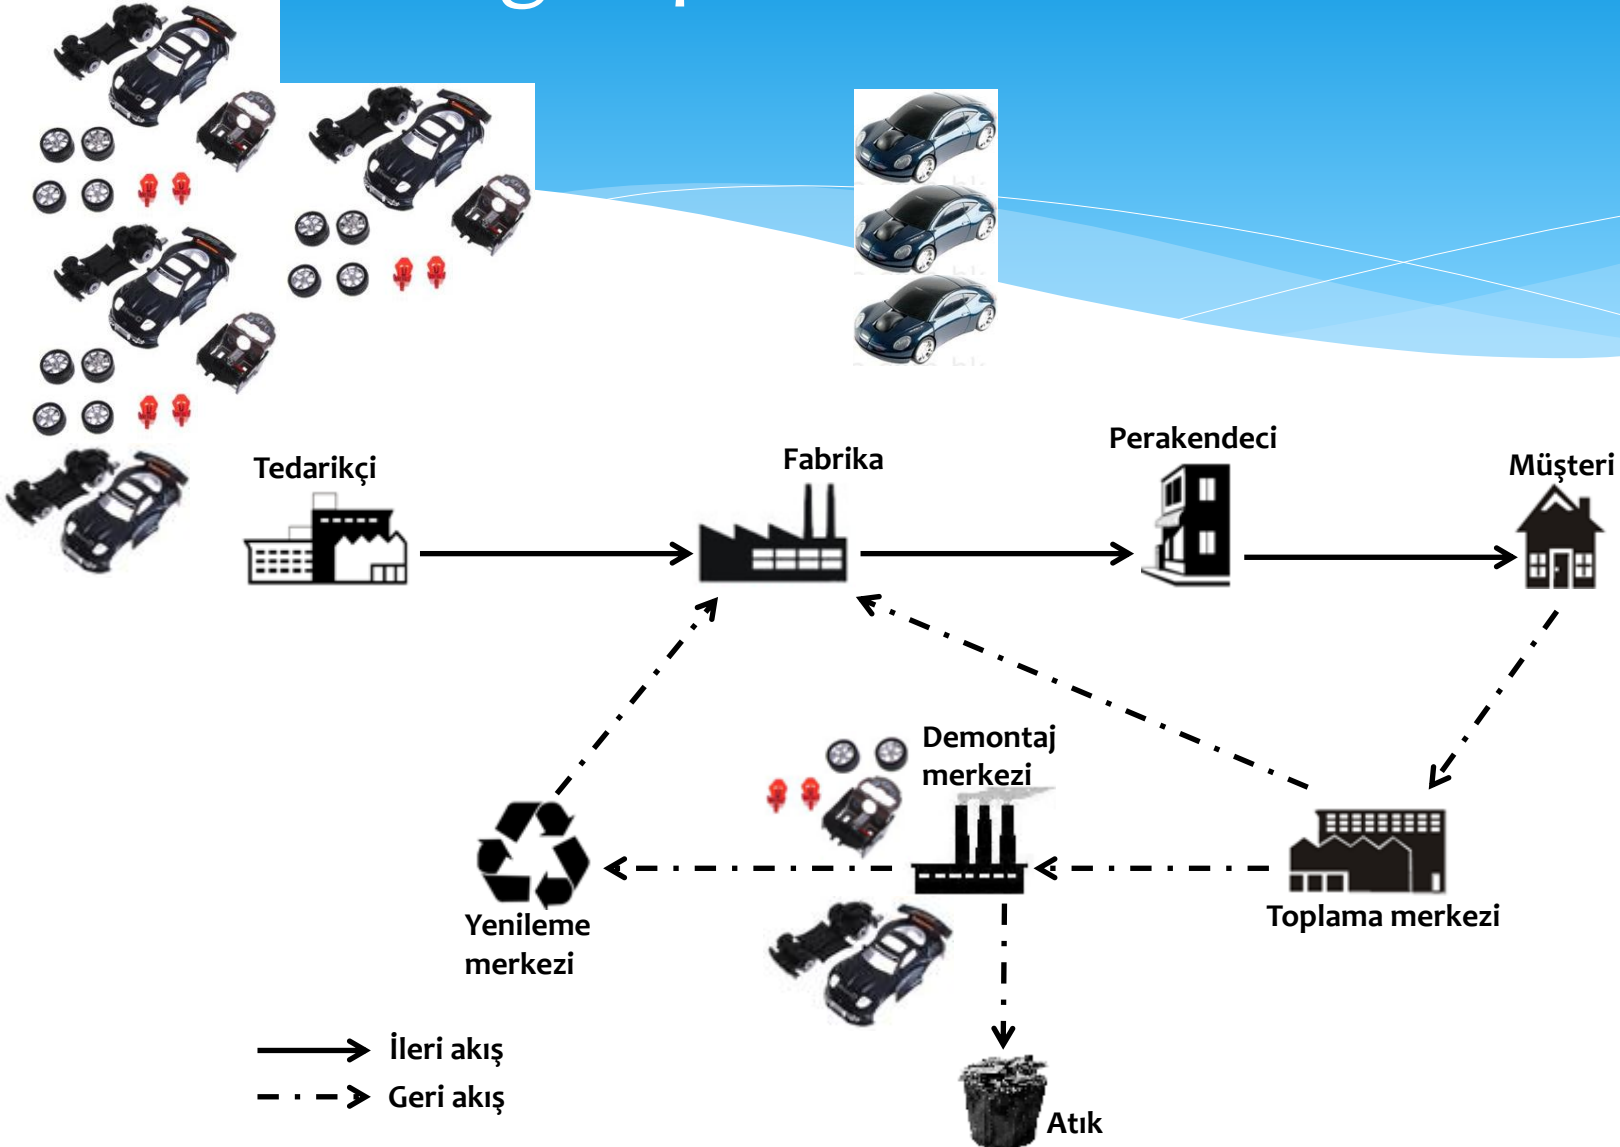 Perakendeci
Tedarikçi
Fabrika
Müşteri
Demontaj
merkezi
Yenileme
merkezi
Toplama merkezi
İleri akış
Geri akış
Atık